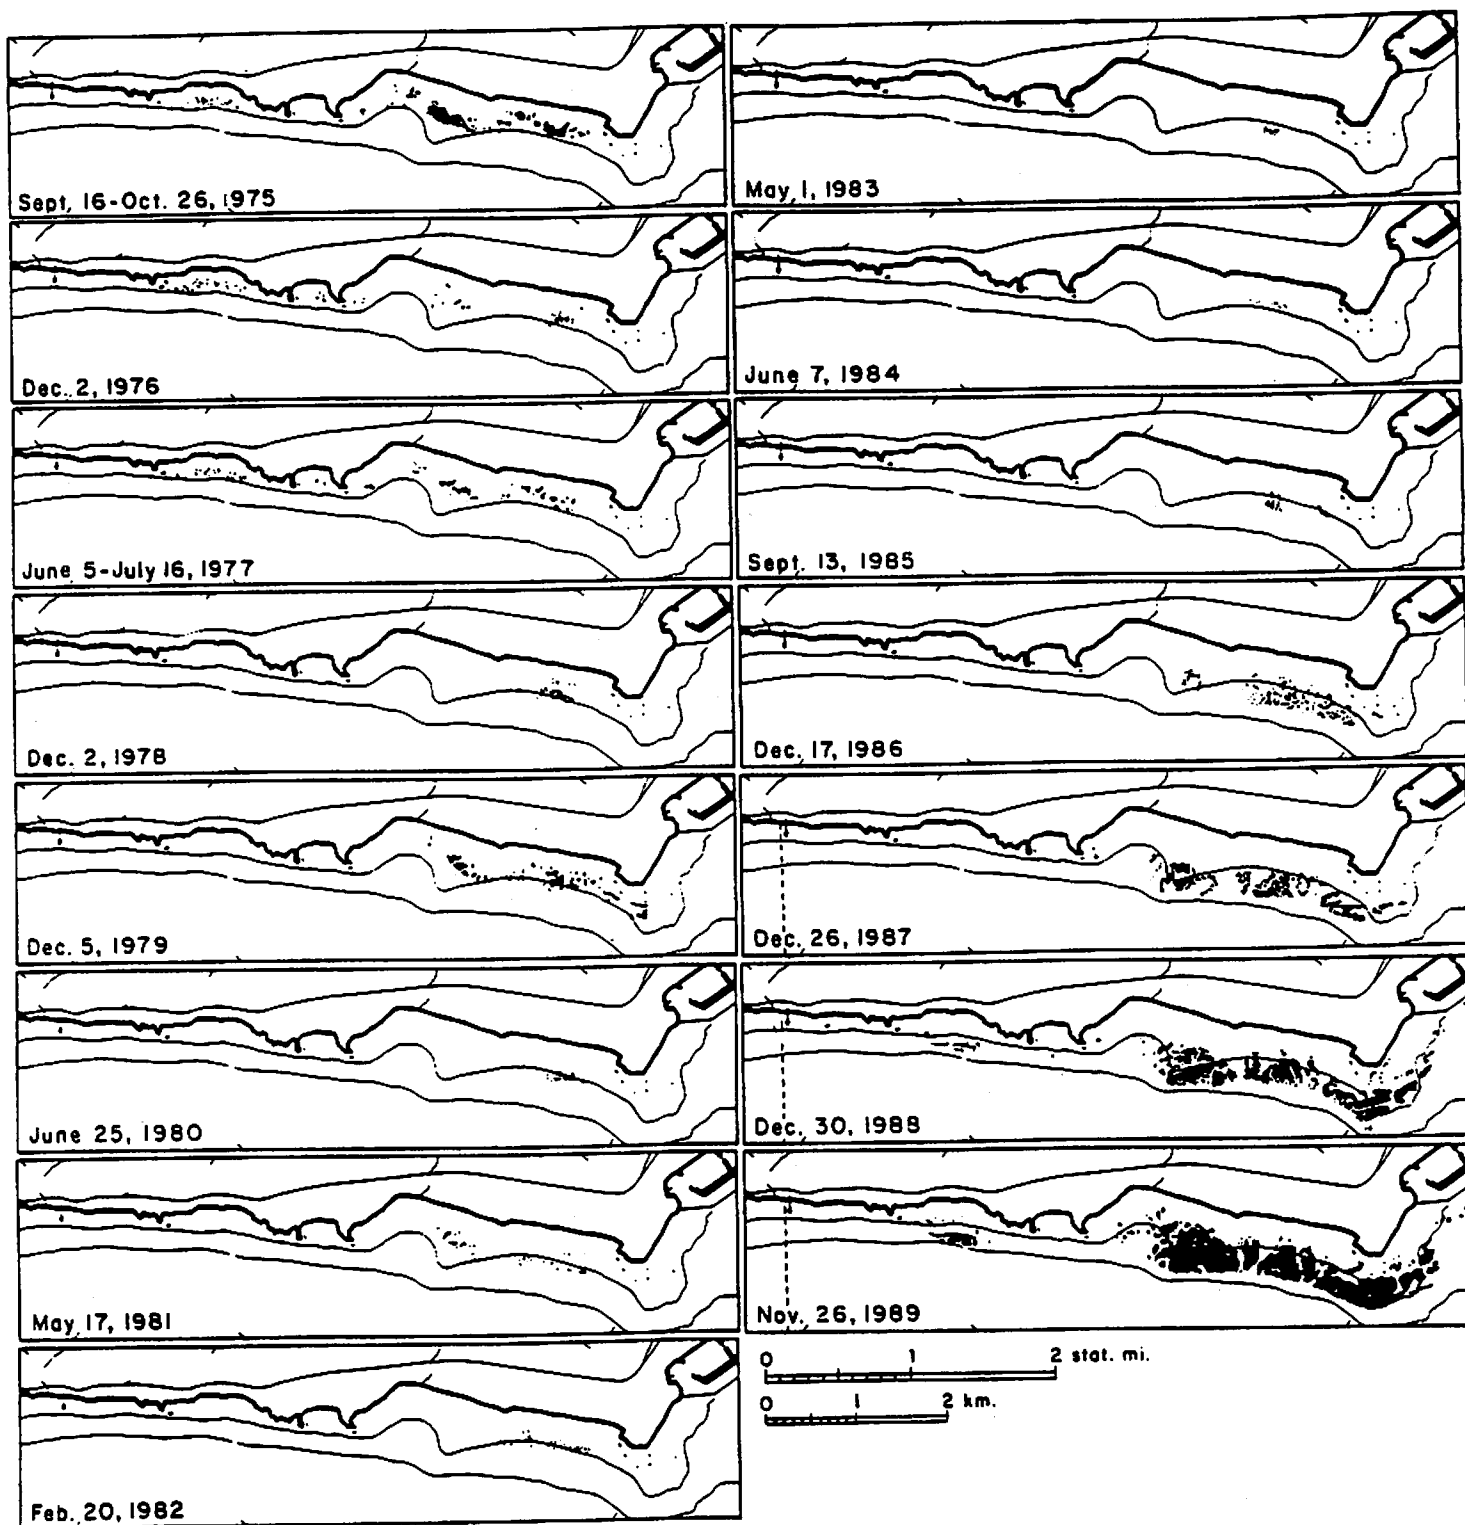 Sept. 16-Oct. 26, 1975
Dec. 2, 1976
June 5-July 16, 1977
Dec. 2, 1978
Dec. 5, 1979
June 25, 1980
May 17, 1981
Feb. 20, 1982
May 1, 1983
June 7, 1984
Sept. 13, 1985
Dec. 17, 1986
Dec. 26, 1987
Dec. 30, 1988
Nov. 26, 1989
0 1 2 stat. mi.
0 1 2 km.